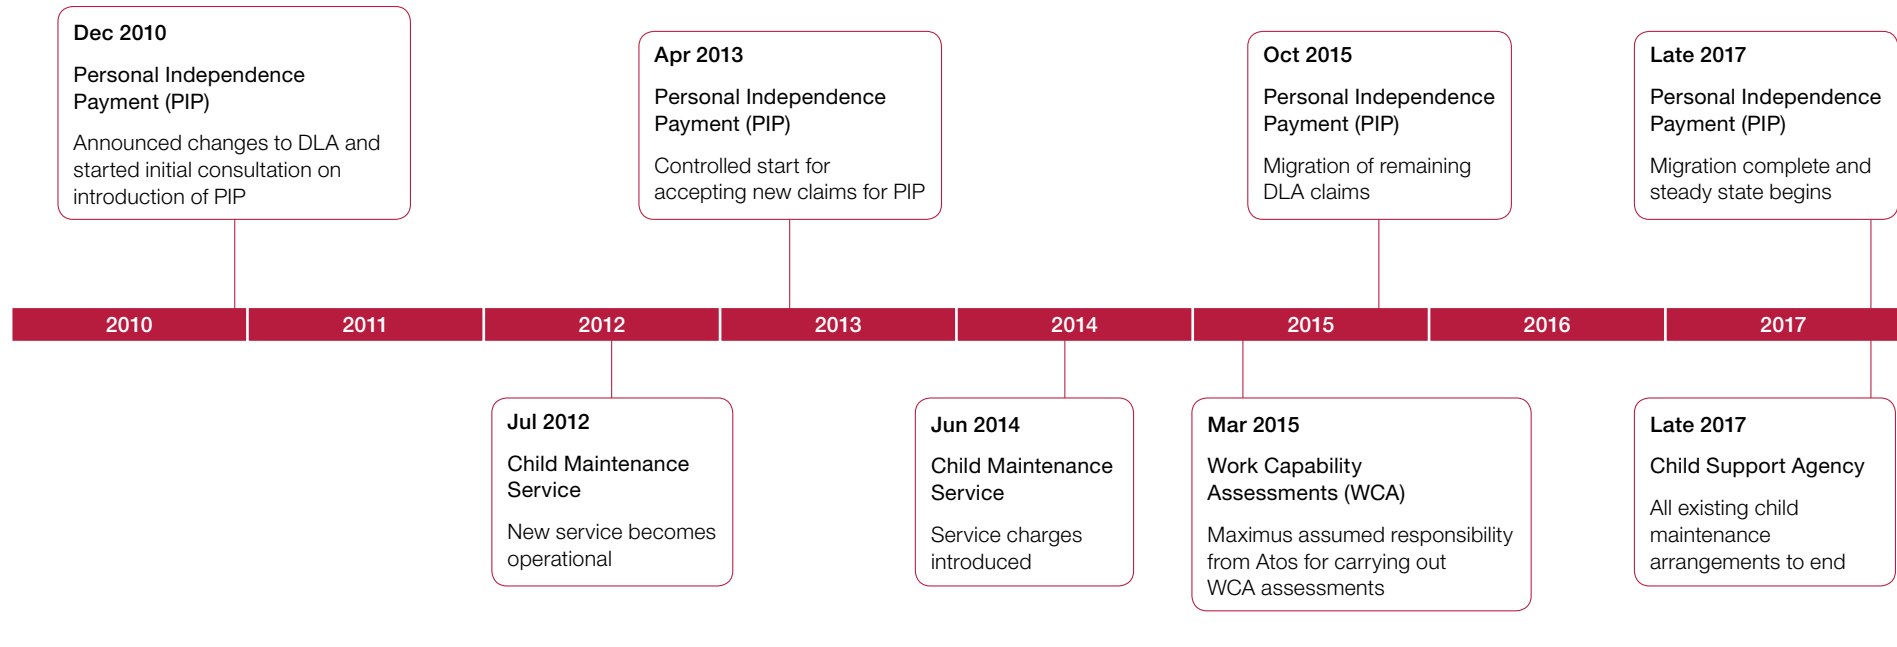 Dec 2010
Personal Independence
Payment (PIP)
Announced changes to DLA and
started initial consultation on
introduction of PIP
Apr 2013
Personal Independence
Payment (PIP)
Controlled start for
accepting new claims for PIP
Oct 2015
Personal Independence
Payment (PIP)
Migration of remaining
DLA claims
Late 2017
Personal Independence
Payment (PIP)
Migration complete and
steady state begins
2010 2011 2012 2013 2014 2015 2016 2017
Jul 2012
Child Maintenance
Service
New service becomes
operational
Jun 2014
Child Maintenance
Service
Service charges
introduced
Mar 2015
Work Capability
Assessments (WCA)
Maximus assumed responsibility
from Atos for carrying out
WCA assessments
Late 2017
Child Support Agency
All existing child
maintenance
arrangements to end